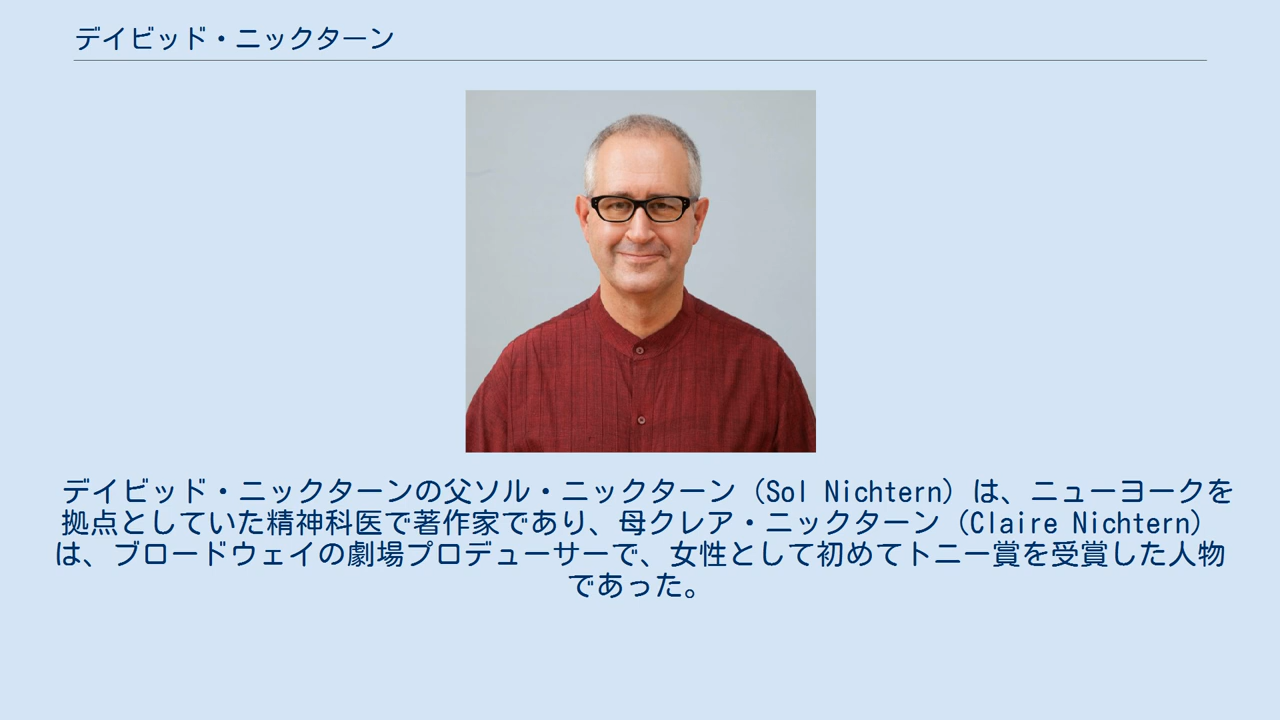 デイビッド・ニックターン
デイビッド・ニックターンの父ソル・ニックターン（Sol Nichtern）は、ニューヨークを
拠点としていた精神科医で著作家であり、母クレア・ニックターン（Claire Nichtern）
は、ブロードウェイの劇場プロデューサーで、女性として初めてトニー賞を受賞した人物
であった。